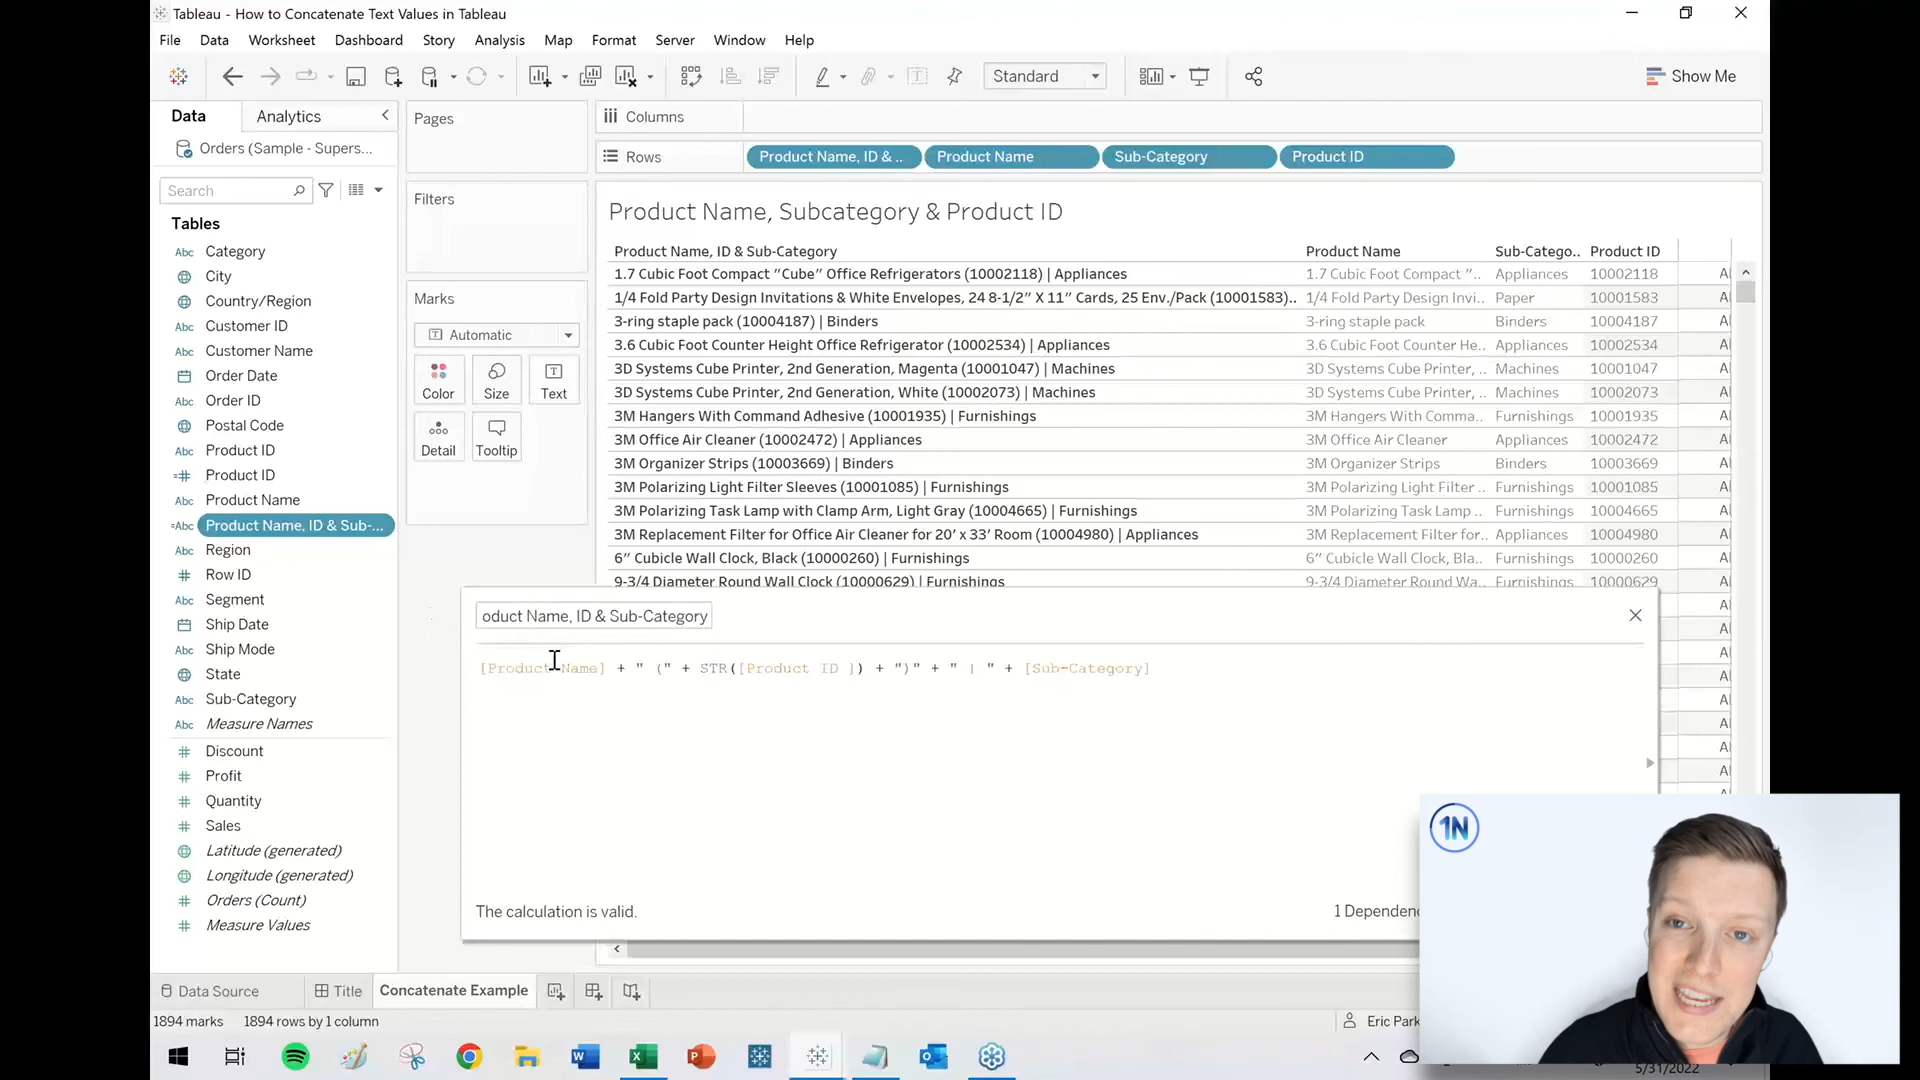 Tableau - How to Concatenate Text Values in Tableau
File Data Worksheet Dashboard Story Analysis Map Format Server Window Help
Standard
Show Me
Data Analytics
Orders (Sample - Supers...
Search
Tables
Abc Category
City
Country/Region
Abc Customer ID
Abc Customer Name
Order Date
Abc Order ID
Postal Code
Abc Product ID
=# Product ID
Abc Product Name
=Abc Product Name, ID & Sub-...
Abc Region
# Row ID
Abc Segment
Ship Date
Abc Ship Mode
State
Abc Sub-Category
Abc Measure Names
# Discount
# Profit
# Quantity
# Sales
Latitude (generated)
Longitude (generated)
# Orders (Count)
# Measure Values
Pages
Filters
Marks
Automatic
Color Size Text
Detail Tooltip
Columns
Rows Product Name, ID & .. Product Name Sub-Category Product ID
Product Name, Subcategory & Product ID
Product Name, ID & Sub-Category Product Name Sub-Catego.. Product ID
1.7 Cubic Foot Compact "Cube" Office Refrigerators (10002118) | Appliances 1.7 Cubic Foot Compact ".. Appliances 10002118
1/4 Fold Party Design Invitations & White Envelopes, 24 8-1/2" X 11" Cards, 25 Env./Pack (10001583).. 1/4 Fold Party Design Invi.. Paper 10001583
3-ring staple pack (10004187) | Binders 3-ring staple pack Binders 10004187
3.6 Cubic Foot Counter Height Office Refrigerator (10002534) | Appliances 3.6 Cubic Foot Counter He.. Appliances 10002534
3D Systems Cube Printer, 2nd Generation, Magenta (10001047) | Machines 3D Systems Cube Printer, .. Machines 10001047
3D Systems Cube Printer, 2nd Generation, White (10002073) | Machines 3D Systems Cube Printer, .. Machines 10002073
3M Hangers With Command Adhesive (10001935) | Furnishings 3M Hangers With Comma.. Furnishings 10001935
3M Office Air Cleaner (10002472) | Appliances 3M Office Air Cleaner Appliances 10002472
3M Organizer Strips (10003669) | Binders 3M Organizer Strips Binders 10003669
3M Polarizing Light Filter Sleeves (10001085) | Furnishings 3M Polarizing Light Filter .. Furnishings 10001085
3M Polarizing Task Lamp with Clamp Arm, Light Gray (10004665) | Furnishings 3M Polarizing Task Lamp .. Furnishings 10004665
3M Replacement Filter for Office Air Cleaner for 20' x 33' Room (10004980) | Appliances 3M Replacement Filter for.. Appliances 10004980
6" Cubicle Wall Clock, Black (10000260) | Furnishings 6" Cubicle Wall Clock, Bla.. Furnishings 10000260
9-3/4 Diameter Round Wall Clock (10000629) | Furnishings 9-3/4 Diameter Round Wa.. Furnishings 10000629
oduct Name, ID & Sub-Category
[Product Name] + " (" + STR([Product ID ]) + ")" + " | " + [Sub-Category]
The calculation is valid.
1 Dependenc
1N
Data Source Title Concatenate Example
1894 marks 1894 rows by 1 column
Eric Park
5/31/2022